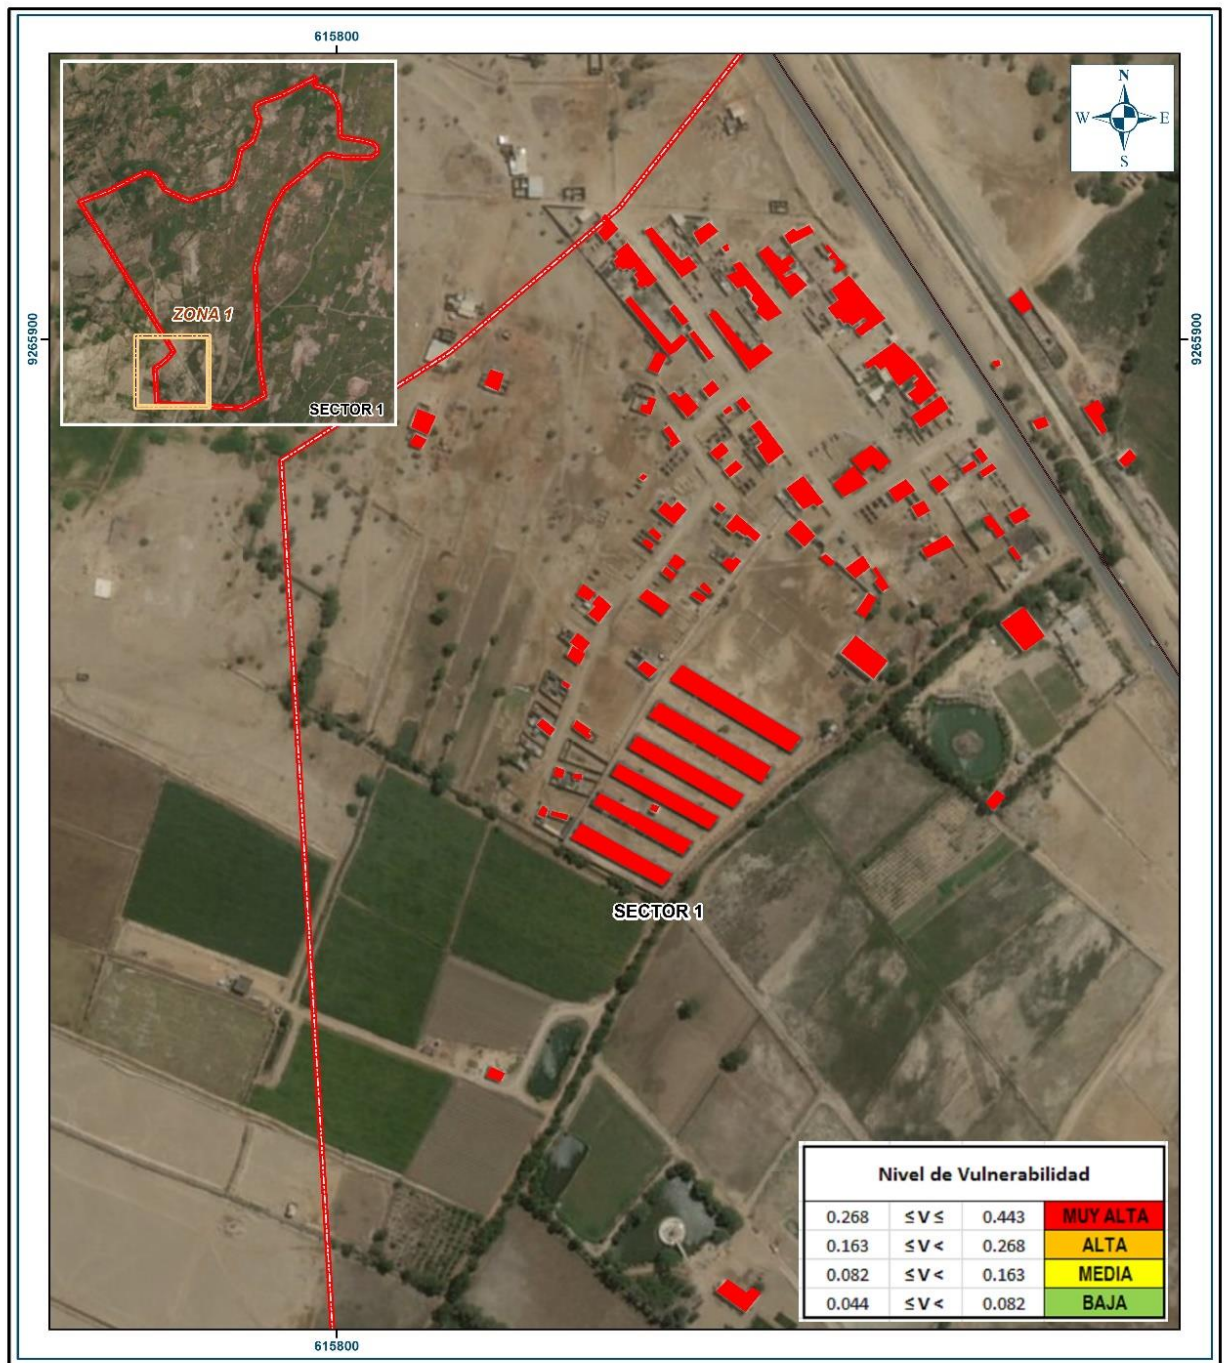 615800
N
W E
S
ZONA 1
SECTOR 1
9265900
9265900
SECTOR 1
Nivel de Vulnerabilidad
0.268 ≤ V ≤ 0.443 MUY ALTA
0.163 ≤ V < 0.268 ALTA
0.082 ≤ V < 0.163 MEDIA
0.044 ≤ V < 0.082 BAJA
615800